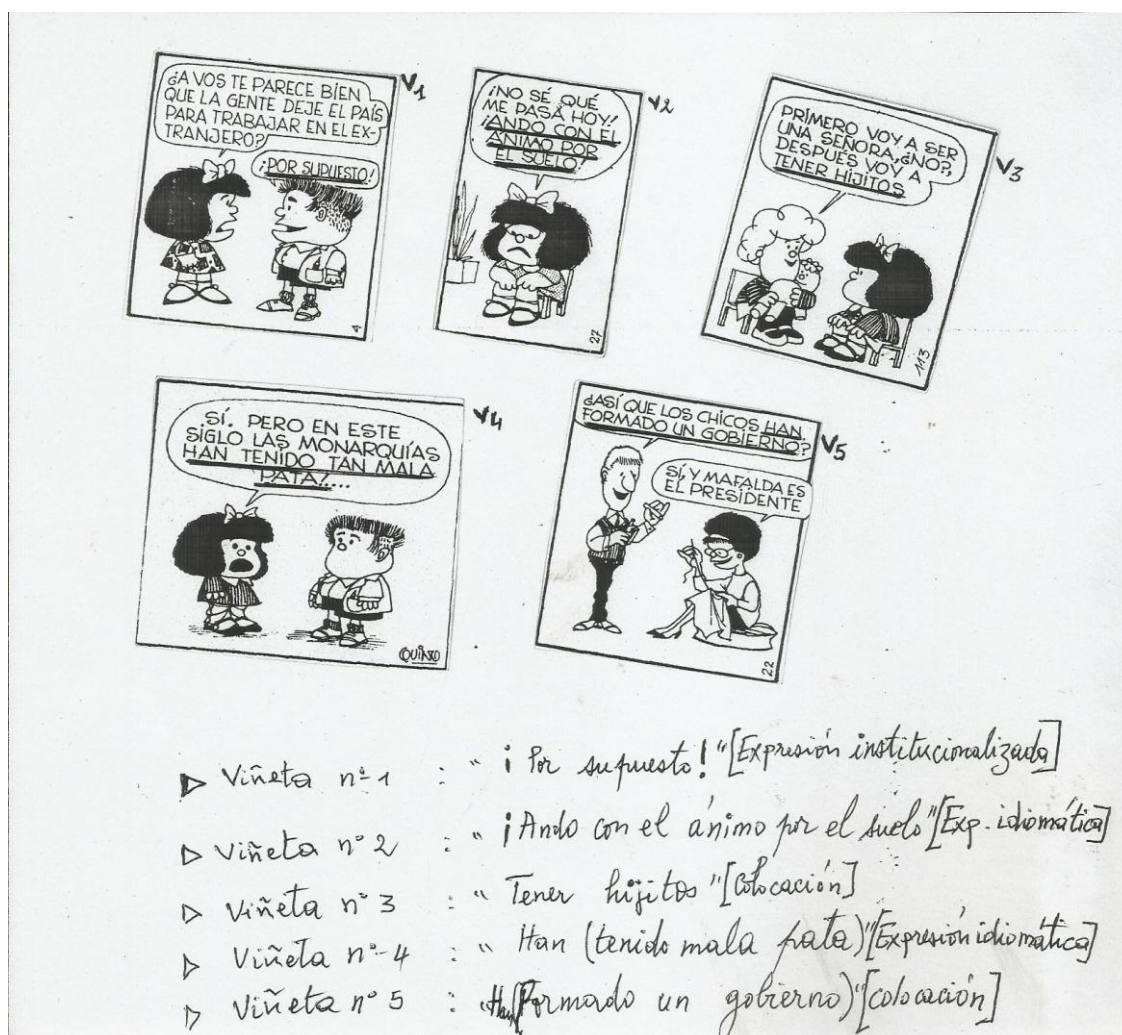 ¿A VOS TE PARECE BIEN
QUE LA GENTE DEJE EL PAÍS
PARA TRABAJAR EN EL EX-
TRANJERO?
¡POR SUPUESTO!
4
V1
¡NO SÉ QUÉ
ME PASA HOY!
¡ANDO CON EL
ÁNIMO POR
EL SUELO!
27
V2
PRIMERO VOY A SER
UNA SEÑORA, ¿NO?,
DESPUÉS VOY A
TENER HIJITOS
113
V3
SÍ. PERO EN ESTE
SIGLO LAS MONARQUÍAS
HAN TENIDO TAN MALA
PATA!....
QUINO
V4
¿ASÍ QUE LOS CHICOS HAN
FORMADO UN GOBIERNO?
SÍ, Y MAFALDA ES
EL PRESIDENTE
22
V5
Viñeta nº 1 : " ¡Por supuesto! "[Expresión institucionalizada]
Viñeta nº 2 : " ¡Ando con el ánimo por el suelo"[Exp. idiomática]
Viñeta nº 3 : " Tener hijitos "[Colocación]
Viñeta nº 4 : " Han (tenido mala pata)"[Expresión idiomática]
Viñeta nº 5 : "Han (formado un gobierno)"[colocación]